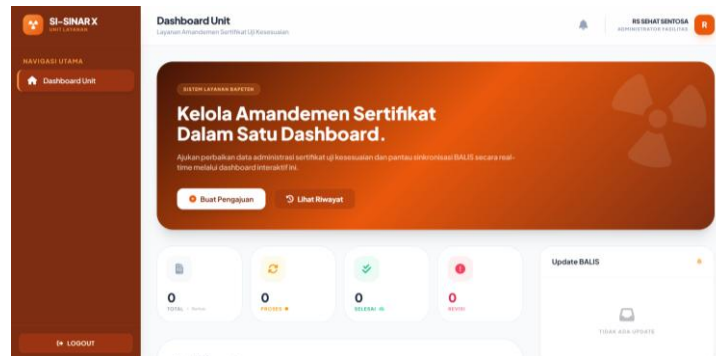 SI-SINAR X
UNIT LAYANAN
NAVIGASI UTAMA
Dashboard Unit
LOGOUT
Dashboard Unit
Layanan Amandemen Sertifikat Uji Kesesuaian
RS SEHAT SENTOSA
ADMINISTRATOR FASILITAS
R
SISTEM LAYANAN BAPETEN
Kelola Amandemen Sertifikat
Dalam Satu Dashboard.
Ajukan perbaikan data administrasi sertifikat uji kesesuaian dan pantau sinkronisasi BALIS secara real-
time melalui dashboard interaktif ini.
Buat Pengajuan
Lihat Riwayat
0
TOTAL
0
PROSES
0
SELESAI
0
REVISI
Update BALIS
TIDAK ADA UPDATE